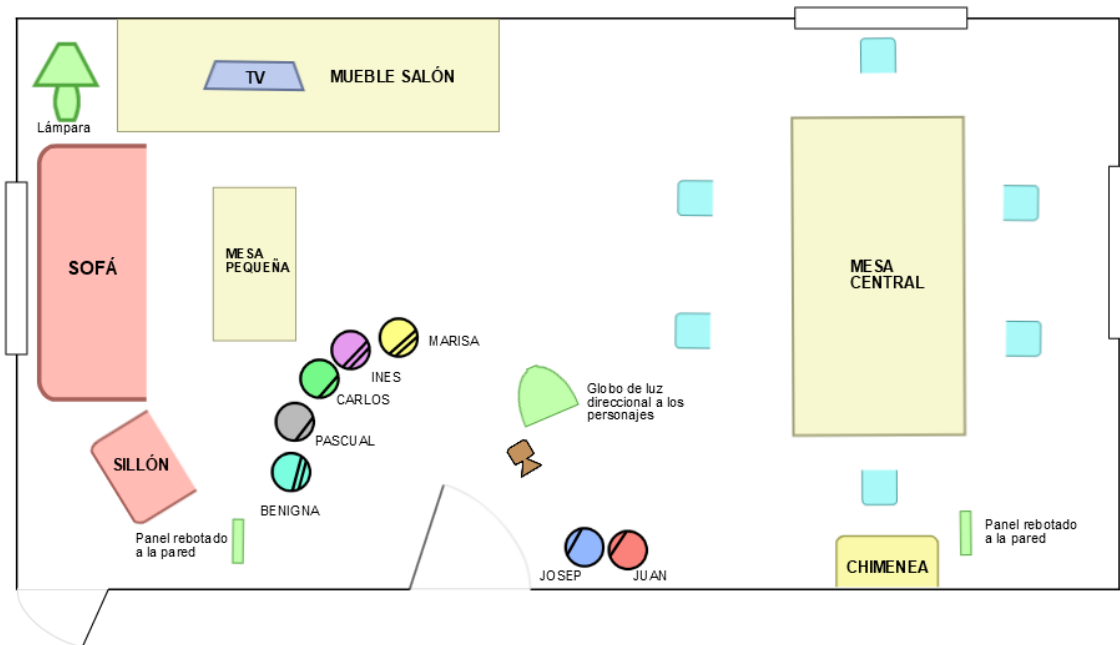 TV
MUEBLE SALÓN
Lámpara
SOFÁ
MESA
PEQUEÑA
MESA
CENTRAL
MARISA
INES
CARLOS
PASCUAL
BENIGNA
Globo de luz
direccional a los
personajes
SILLÓN
Panel rebotado
a la pared
JOSEP
JUAN
CHIMENEA
Panel rebotado
a la pared